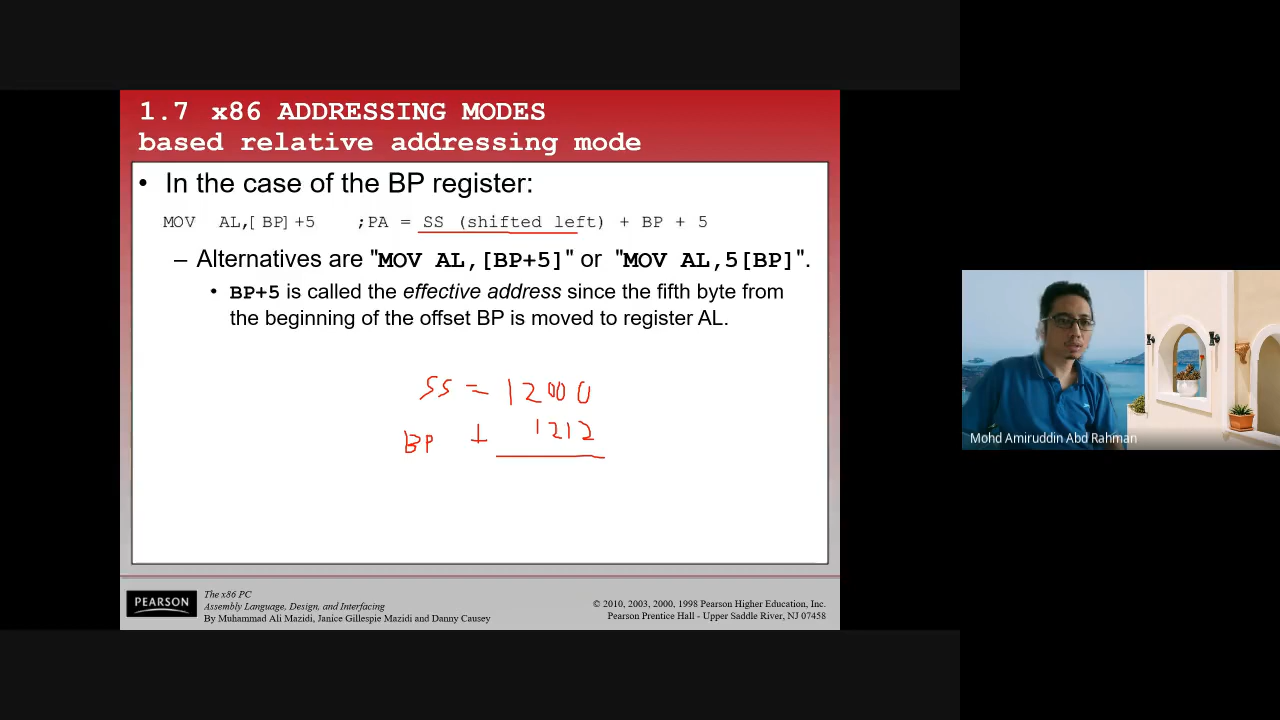 1.7 x86 ADDRESSING MODES
based relative addressing mode
• In the case of the BP register:
MOV AL,[BP]+5 ;PA = SS (shifted left) + BP + 5
– Alternatives are "MOV AL,[BP+5]" or "MOV AL,5[BP]".
• BP+5 is called the effective address since the fifth byte from
the beginning of the offset BP is moved to register AL.
SS = 12000
BP + 1212
PEARSON
The x86 PC
Assembly Language, Design, and Interfacing
By Muhammad Ali Mazidi, Janice Gillespie Mazidi and Danny Causey
© 2010, 2003, 2000, 1998 Pearson Higher Education, Inc.
Pearson Prentice Hall - Upper Saddle River, NJ 07458
Mohd Amiruddin Abd Rahman